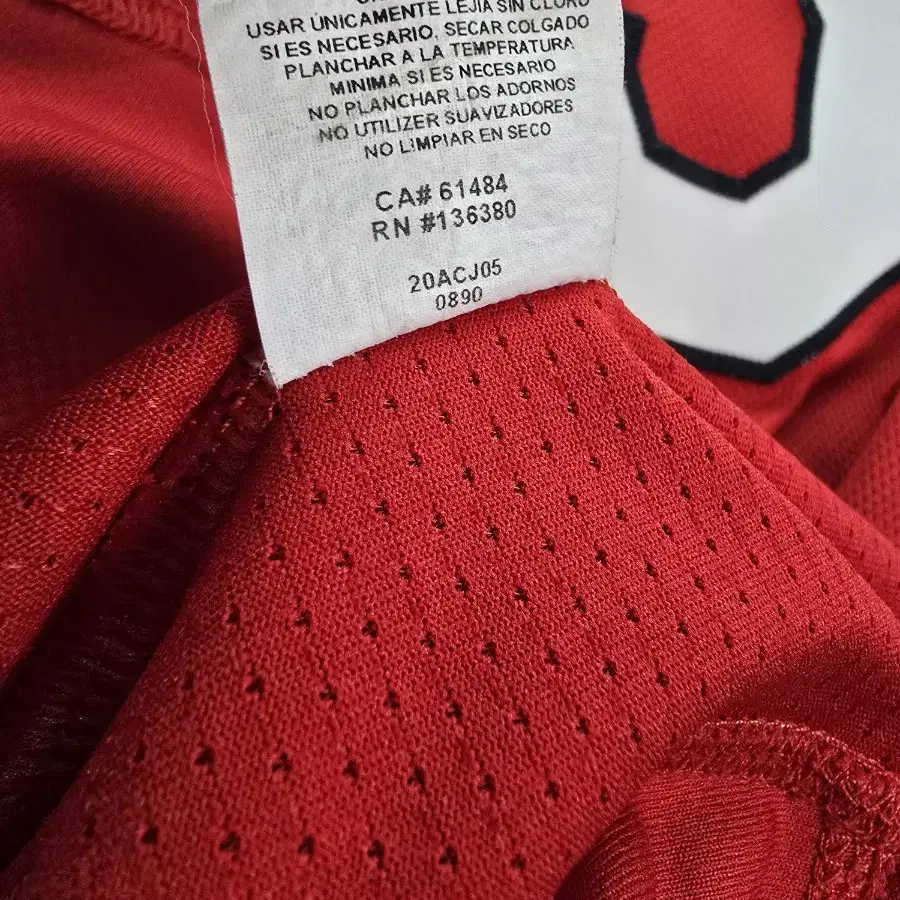 USAR ÚNICAMENTE LEJIA SIN CLORO
SI ES NECESARIO, SECAR COLGADO
PLANCHAR A LA TEMPERATURA
MINIMA SI ES NECESARIO
NO PLANCHAR LOS ADORNOS
NO UTILIZER SUAVIZADORES
NO LIMPIAR EN SECO
CA# 61484
RN #136380
20ACJ05
0890